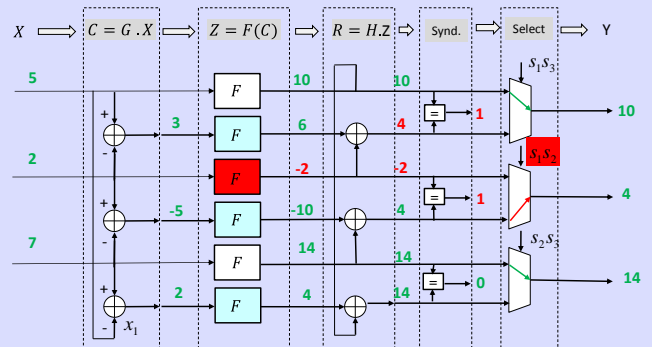 X C = G . X Z = F(C) R = H.Z Synd. Select Y
s₁s₃
5 10 10
F
= 1 10
+
3 6 4
F
-
s₁s₂
2 -2 -2
F
+
= 1 4
-5 -10 4
F
-
s₂s₃
7 14 14
F
= 0 14
+
2 4 14
F
- x₁